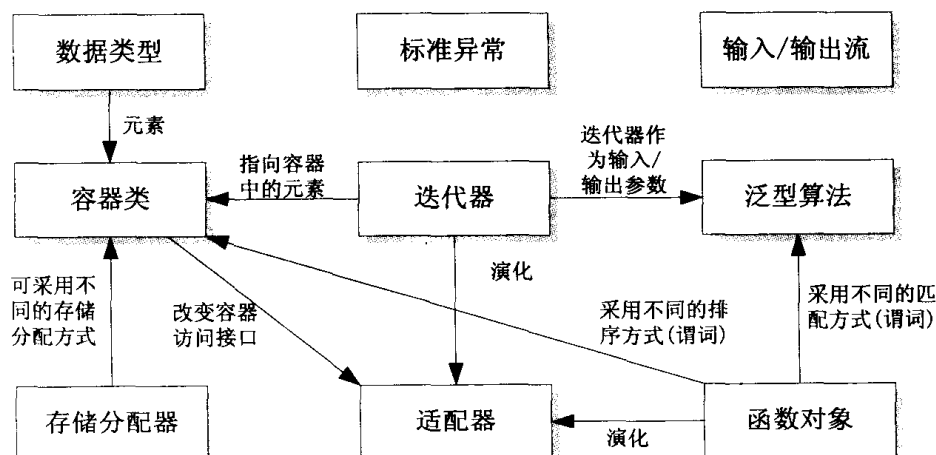 数据类型
标准异常
输入/输出流
元素
指向容器
中的元素
迭代器作
为输入/
输出参数
容器类
迭代器
泛型算法
可采用不
同的存储
分配方式
改变容器
访问接口
演化
采用不同的排
序方式(谓词)
采用不同的匹
配方式(谓词)
存储分配器
适配器
演化
函数对象